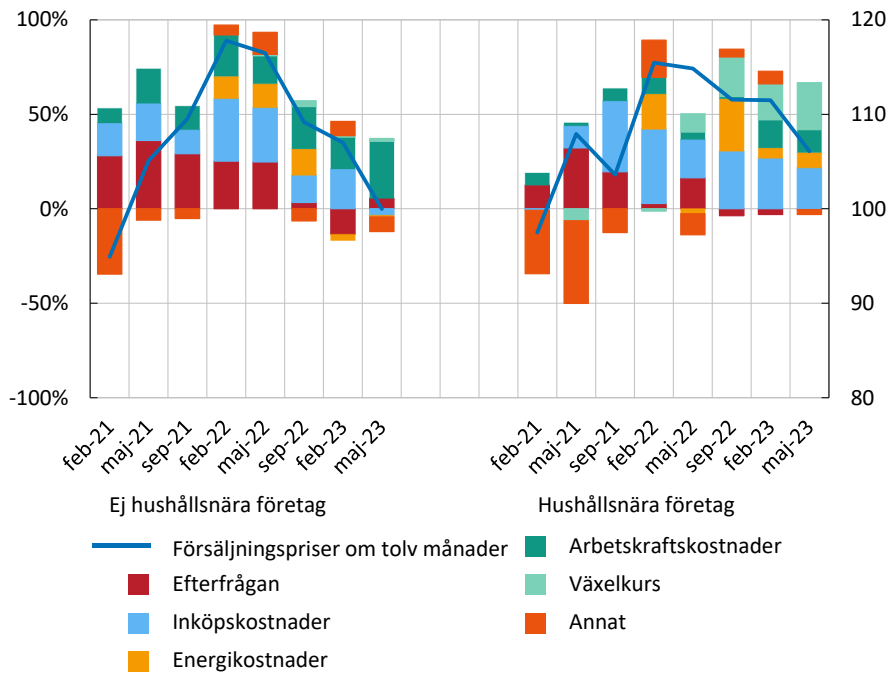 100%
50%
0%
-50%
-100%
120
110
100
90
80
feb-21
maj-21
sep-21
feb-22
maj-22
sep-22
feb-23
maj-23
feb-21
maj-21
sep-21
feb-22
maj-22
sep-22
feb-23
maj-23
Ej hushållsnära företag
Hushållsnära företag
Försäljningspriser om tolv månader
Efterfrågan
Inköpskostnader
Energikostnader
Arbetskraftskostnader
Växelkurs
Annat